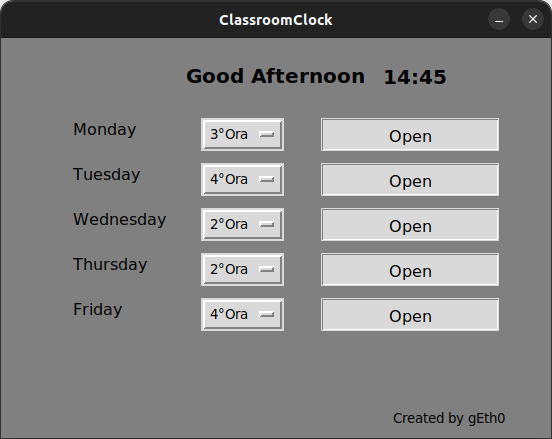 ClassroomClock
Good Afternoon 14:45
Monday 3°Ora Open
Tuesday 4°Ora Open
Wednesday 2°Ora Open
Thursday 2°Ora Open
Friday 4°Ora Open
Created by gEth0